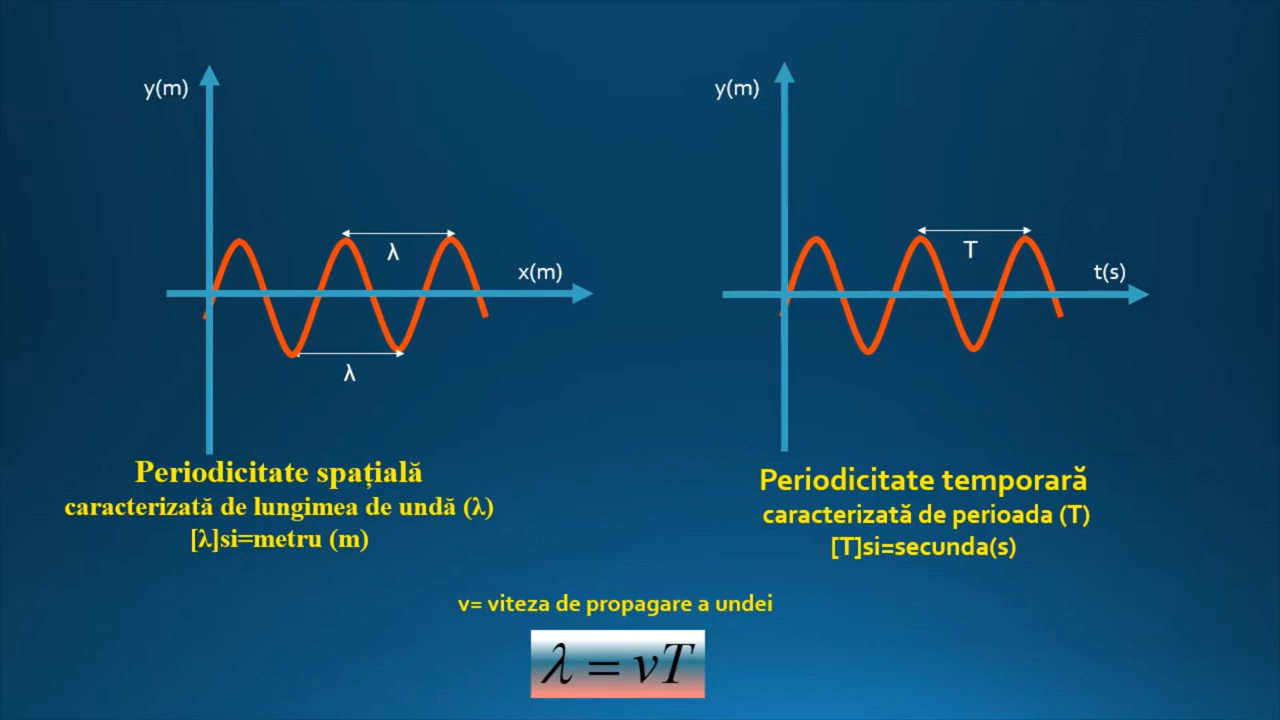 y(m)
λ
x(m)
λ
Periodicitate spațială
caracterizată de lungimea de undă (λ)
[λ]si=metru (m)
y(m)
T
t(s)
Periodicitate temporară
caracterizată de perioada (T)
[T]si=secunda(s)
v= viteza de propagare a undei
λ = vT